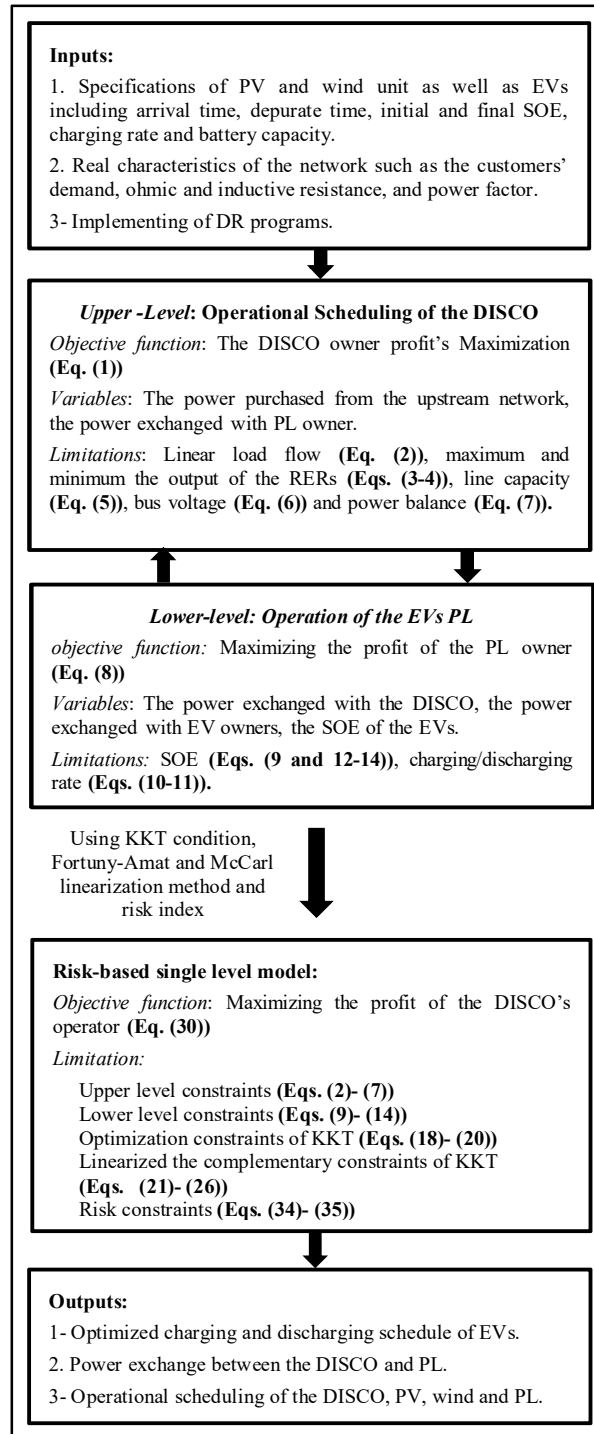 Inputs:
1. Specifications of PV and wind unit as well as EVs
including arrival time, depurate time, initial and final SOE,
charging rate and battery capacity.
2. Real characteristics of the network such as the customers’
demand, ohmic and inductive resistance, and power factor.
3- Implementing of DR programs.
Upper -Level: Operational Scheduling of the DISCO
Objective function: The DISCO owner profit’s Maximization
(Eq. (1))
Variables: The power purchased from the upstream network,
the power exchanged with PL owner.
Limitations: Linear load flow (Eq. (2)), maximum and
minimum the output of the RERs (Eqs. (3-4)), line capacity
(Eq. (5)), bus voltage (Eq. (6)) and power balance (Eq. (7)).
Lower-level: Operation of the EVs PL
objective function: Maximizing the profit of the PL owner
(Eq. (8))
Variables: The power exchanged with the DISCO, the power
exchanged with EV owners, the SOE of the EVs.
Limitations: SOE (Eqs. (9 and 12-14)), charging/discharging
rate (Eqs. (10-11)).
Using KKT condition,
Fortuny-Amat and McCarl
linearization method and
risk index
Risk-based single level model:
Objective function: Maximizing the profit of the DISCO’s
operator (Eq. (30))
Limitation:
Upper level constraints (Eqs. (2)- (7))
Lower level constraints (Eqs. (9)- (14))
Optimization constraints of KKT (Eqs. (18)- (20))
Linearized the complementary constraints of KKT
(Eqs. (21)- (26))
Risk constraints (Eqs. (34)- (35))
Outputs:
1- Optimized charging and discharging schedule of EVs.
2. Power exchange between the DISCO and PL.
3- Operational scheduling of the DISCO, PV, wind and PL.